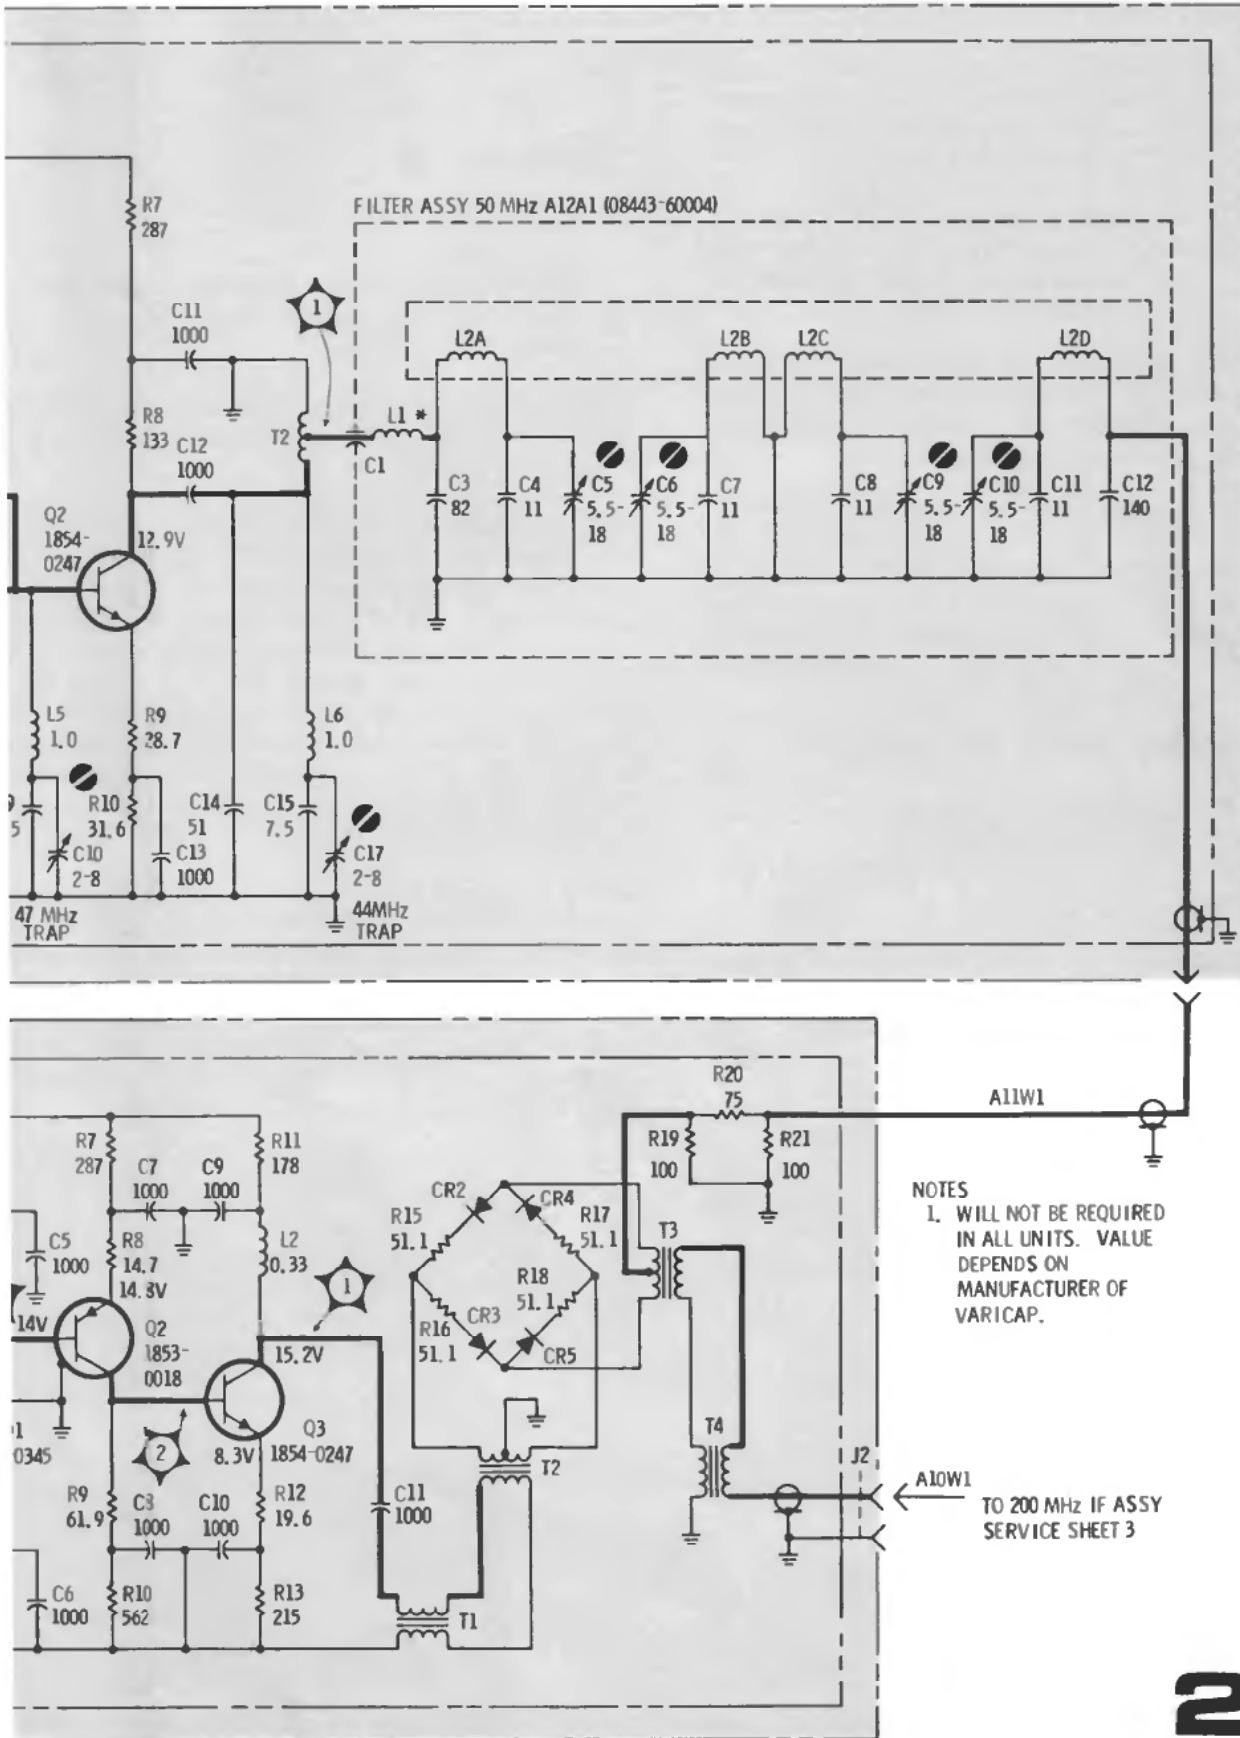 FILTER ASSY 50 MHz A12A1 (08443-60004)
R7
287
C11
1000
1
L2A
L2B
L2C
L2D
R8
133
C12
1000
T2
L1 *
C1
C3
82
C4
11
C5
5.5-
18
C6
5.5-
18
C7
11
C8
11
C9
5.5-
18
C10
5.5-
18
C11
11
C12
140
Q2
1854-
0247
12.9V
L5
1.0
R9
28.7
L6
1.0
9
5
C10
2-8
R10
31.6
C13
1000
C14
51
C15
7.5
C17
2-8
47 MHz
TRAP
44MHz
TRAP
R20
75
A11W1
R19
100
R21
100
R7
287
C7
1000
C9
1000
R11
178
CR2
CR4
R15
51.1
R17
51.1
T3
NOTES
1. WILL NOT BE REQUIRED
IN ALL UNITS. VALUE
DEPENDS ON
MANUFACTURER OF
VARICAP.
C5
1000
R8
14.7
14.8V
L2
0.33
1
R18
51.1
R16
51.1
CR3
CR5
14V
Q2
1853-
0018
15.2V
0345
2
8.3V
Q3
1854-0247
T2
T4
J2
A10W1
TO 200 MHz IF ASSY
SERVICE SHEET 3
R9
61.9
C8
1000
C10
1000
R12
19.6
C11
1000
C6
1000
R10
562
R13
215
T1
2